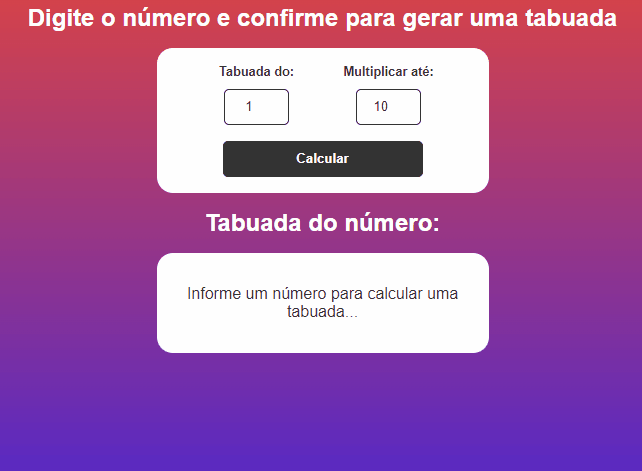 Digite o número e confirme para gerar uma tabuada
Tabuada do: Multiplicar até:
1 10
Calcular
Tabuada do número:
Informe um número para calcular uma
tabuada...